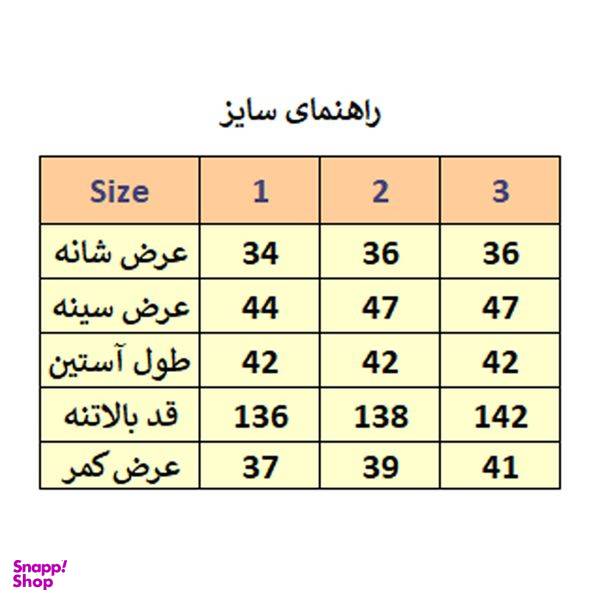 راهنمای سایز
Size 1 2 3
عرض شانه 34 36 36
عرض سینه 44 47 47
طول آستین 42 42 42
قد بالاتنه 136 138 142
عرض کمر 37 39 41
Snapp!
Shop